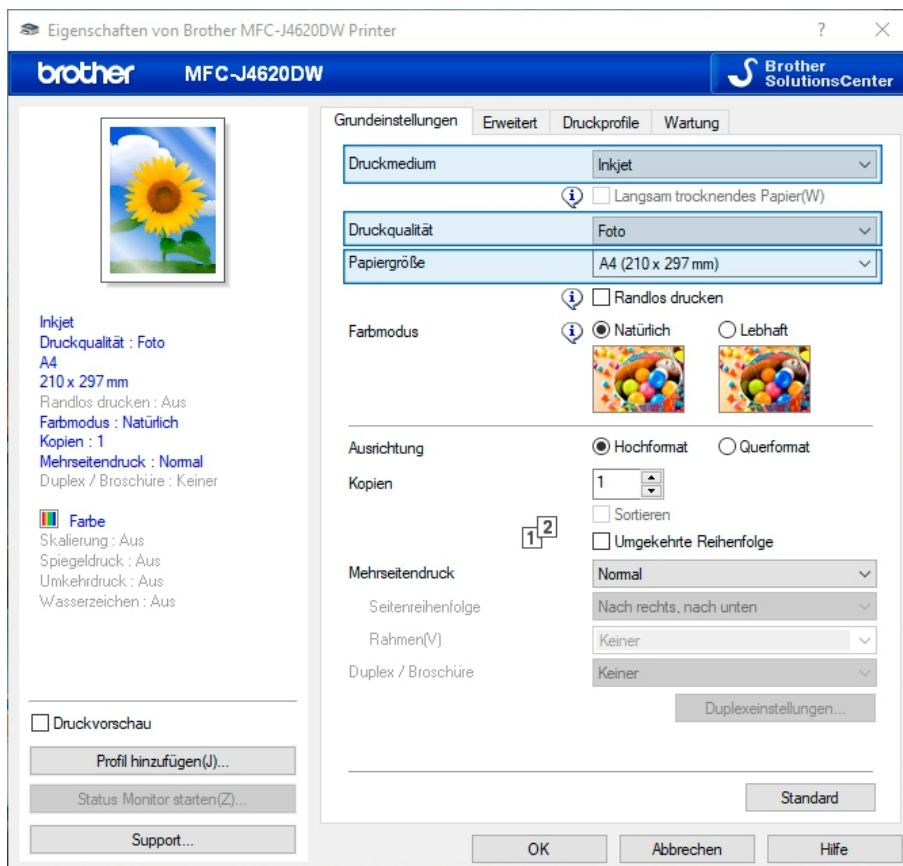 Eigenschaften von Brother MFC-J4620DW Printer
brother MFC-J4620DW
Brother
SolutionsCenter
Inkjet
Druckqualität : Foto
A4
210 x 297 mm
Randlos drucken : Aus
Farbmodus : Natürlich
Kopien : 1
Mehrseitendruck : Normal
Duplex / Broschüre : Keiner
Farbe
Skalierung : Aus
Spiegeldruck : Aus
Umkehrdruck : Aus
Wasserzeichen : Aus
Druckvorschau
Profil hinzufügen(J)...
Status Monitor starten(Z)...
Support...
Grundeinstellungen Erweitert Druckprofile Wartung
Druckmedium Inkjet
Langsam trocknendes Papier(W)
Druckqualität Foto
Papiergröße A4 (210 x 297 mm)
Randlos drucken
Farbmodus Natürlich Lebhaft
Ausrichtung Hochformat Querformat
Kopien 1
Sortieren
1 2
Umgekehrte Reihenfolge
Mehrseitendruck Normal
Seitenreihenfolge Nach rechts, nach unten
Rahmen(V) Keiner
Duplex / Broschüre Keiner
Duplexeinstellungen...
Standard
OK Abbrechen Hilfe